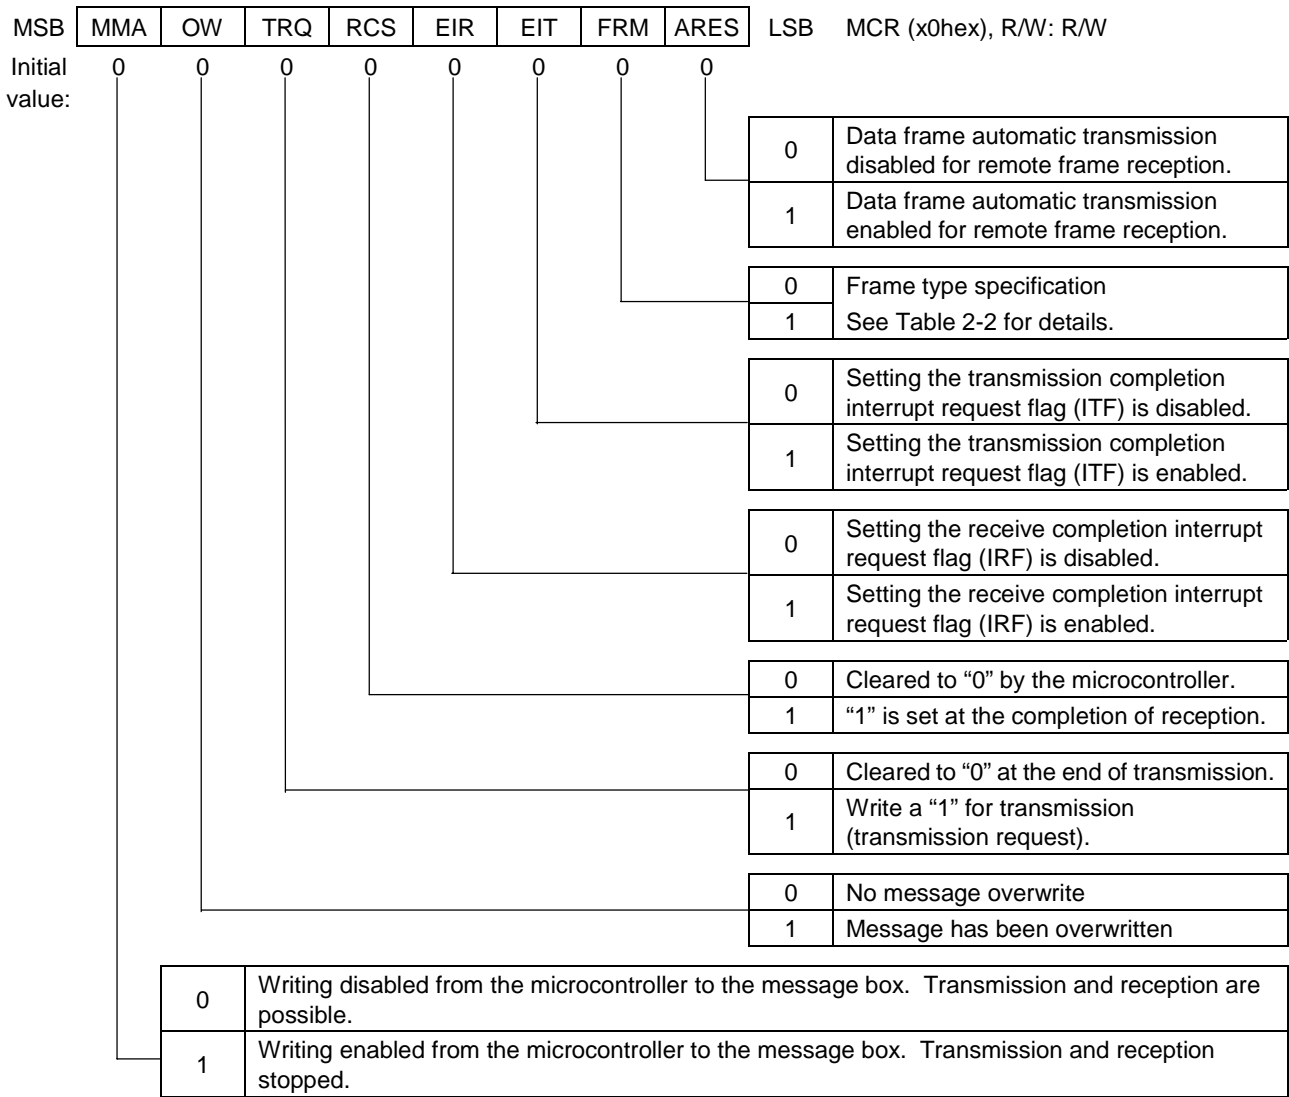 MSB MMA OW TRQ RCS EIR EIT FRM ARES LSB MCR (x0hex), R/W: R/W
Initial value: 0 0 0 0 0 0 0 0
0 Data frame automatic transmission
disabled for remote frame reception.
1 Data frame automatic transmission
enabled for remote frame reception.
0 Frame type specification
1 See Table 2-2 for details.
0 Setting the transmission completion
interrupt request flag (ITF) is disabled.
1 Setting the transmission completion
interrupt request flag (ITF) is enabled.
0 Setting the receive completion interrupt
request flag (IRF) is disabled.
1 Setting the receive completion interrupt
request flag (IRF) is enabled.
0 Cleared to “0” by the microcontroller.
1 “1” is set at the completion of reception.
0 Cleared to “0” at the end of transmission.
1 Write a “1” for transmission
(transmission request).
0 No message overwrite
1 Message has been overwritten
0 Writing disabled from the microcontroller to the message box.  Transmission and reception are
possible.
1 Writing enabled from the microcontroller to the message box.  Transmission and reception
stopped.